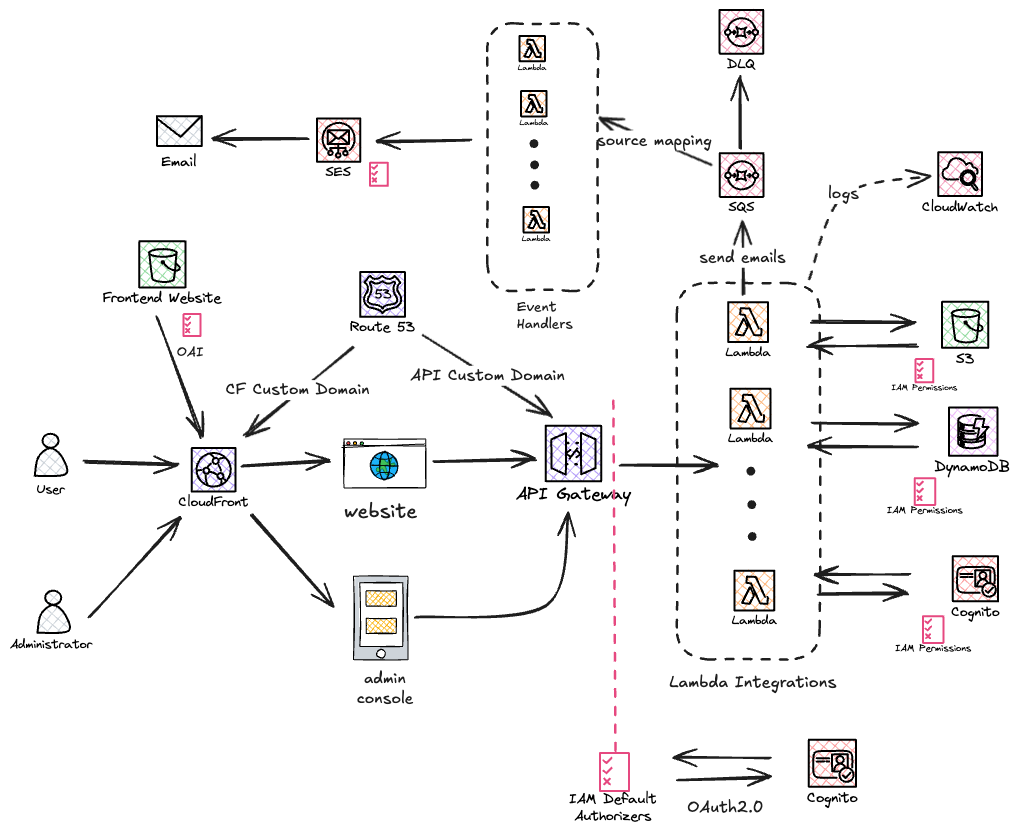 Lambda
DLQ
Lambda
source mapping
Email
SES
SQS
logs
CloudWatch
Lambda
send emails
Frontend Website
Event
Handlers
53
Route 53
OAI
Lambda
S3
CF Custom Domain
API Custom Domain
IAM Permissions
Lambda
DynamoDB
User
CloudFront
API Gateway
IAM Permissions
website
Administrator
Lambda
Cognito
IAM Permissions
admin
console
Lambda Integrations
IAM Default
Authorizers
OAuth2.0
Cognito